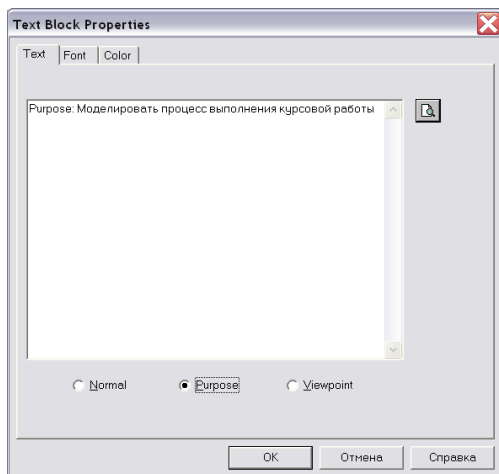 Text Block Properties
Text Font Color
Purpose: Моделировать процесс выполнения курсовой работы
Normal Purpose Viewpoint
OK Отмена Справка